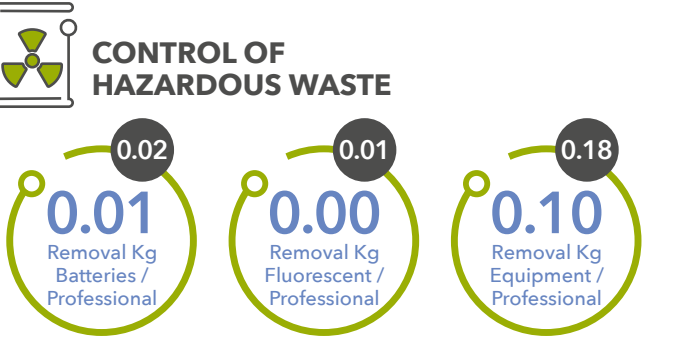 CONTROL OF
HAZARDOUS WASTE
0.02
0.01
Removal Kg
Batteries /
Professional
0.01
0.00
Removal Kg
Fluorescent /
Professional
0.18
0.10
Removal Kg
Equipment /
Professional